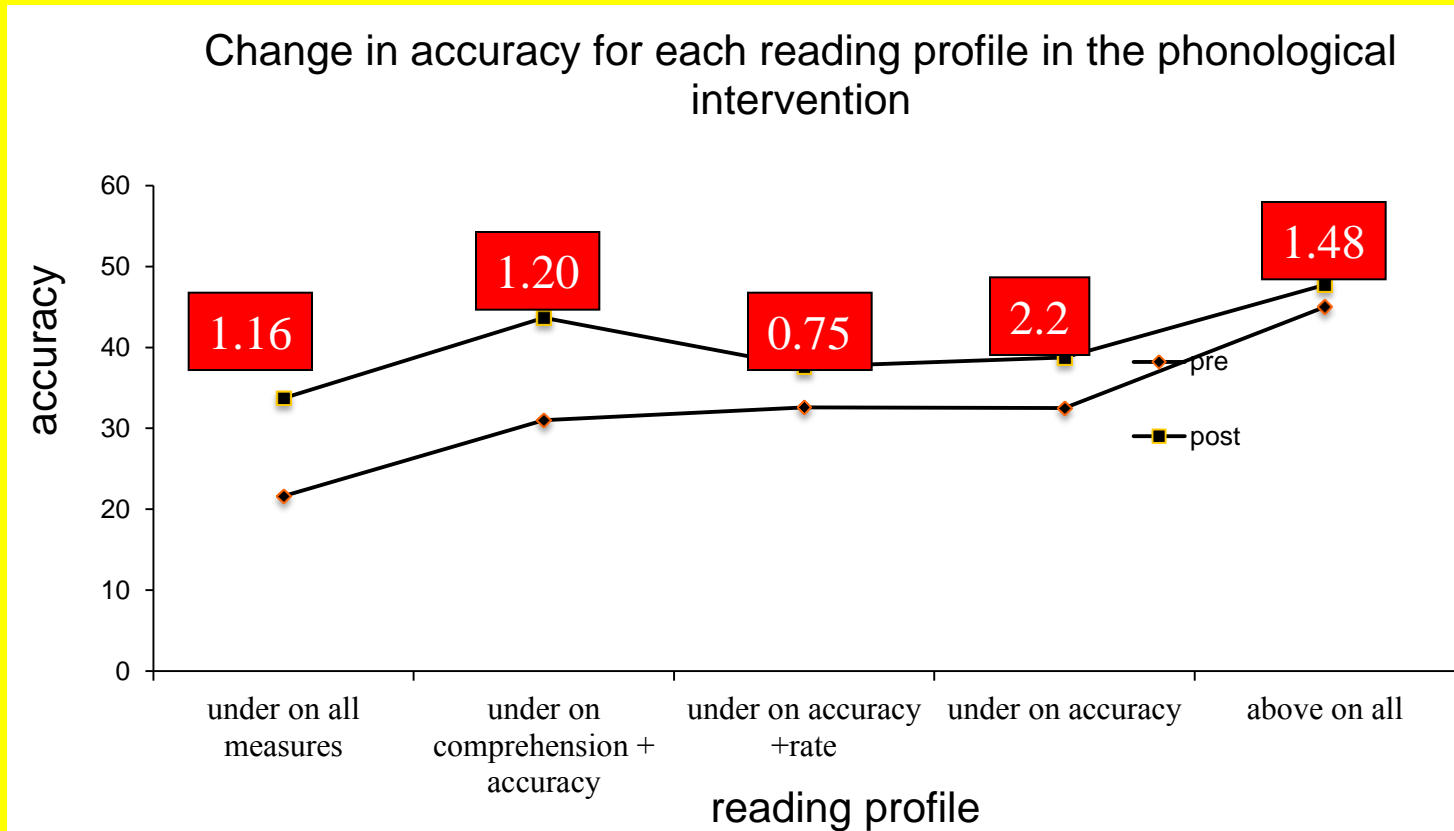 Change in accuracy for each reading profile in the phonological
intervention
60
50
40
30
20
10
0
accuracy
1.16
1.20
0.75
2.2
1.48
pre
post
under on all
measures
under on
comprehension +
accuracy
under on accuracy
+rate
under on accuracy
above on all
reading profile